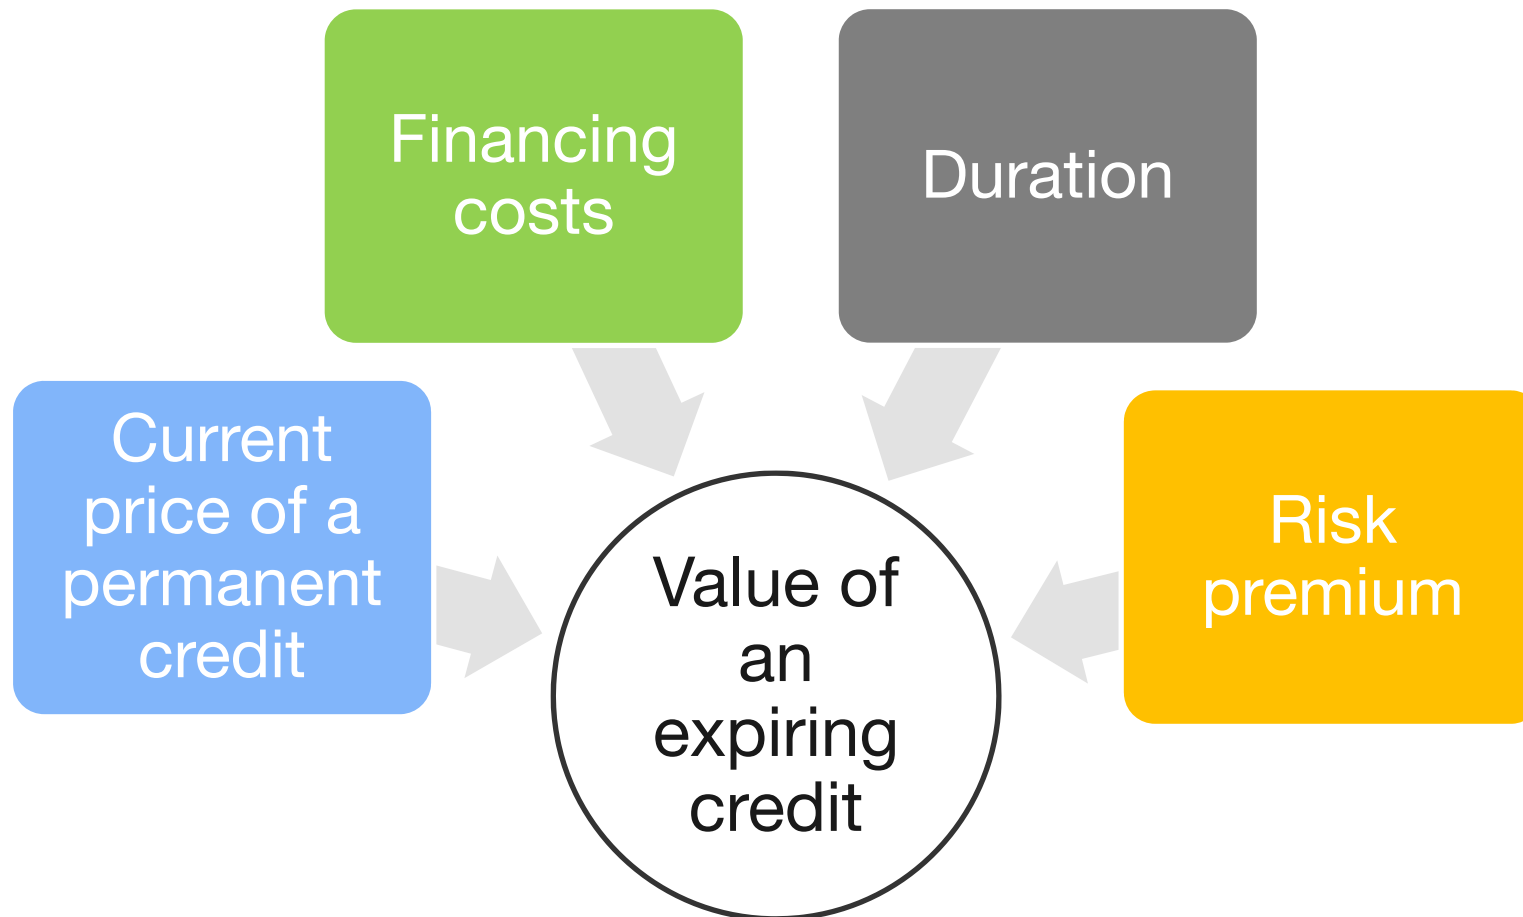 Financing
costs
Duration
Current
price of a
permanent
credit
Risk
premium
Value of
an
expiring
credit